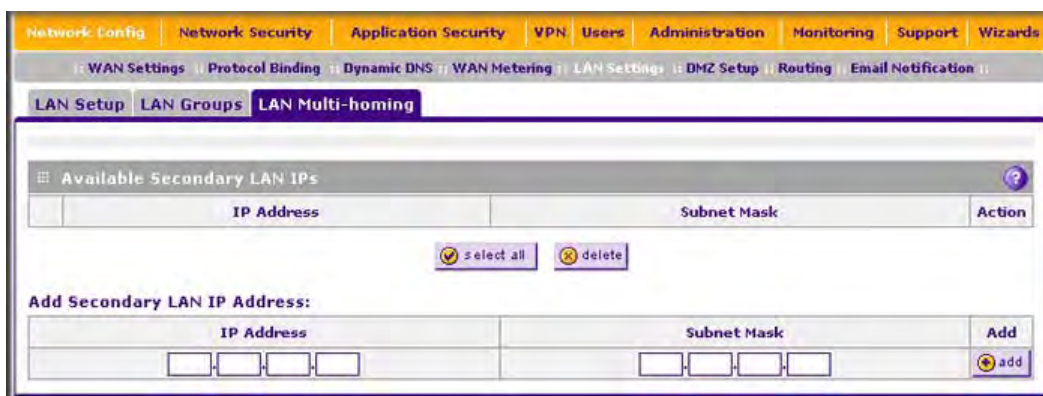 Network Config Network Security Application Security VPN Users Administration Monitoring Support Wizards
:: WAN Settings :: Protocol Binding :: Dynamic DNS :: WAN Metering :: LAN Settings :: DMZ Setup :: Routing :: Email Notification ::
LAN Setup LAN Groups LAN Multi-homing
Available Secondary LAN IPs ?
IP Address Subnet Mask Action
select all delete
Add Secondary LAN IP Address:
IP Address Subnet Mask Add
. . . . . . add